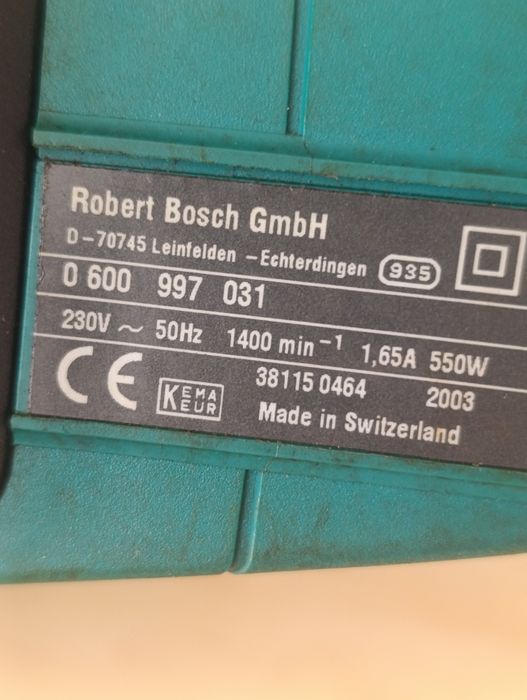 Robert Bosch GmbH
D-70745 Leinfelden -Echterdingen 935
0 600 997 031
230V ~ 50Hz 1400 min⁻¹ 1,65A 550W
38115 0464 2003
CE KEMA EUR Made in Switzerland